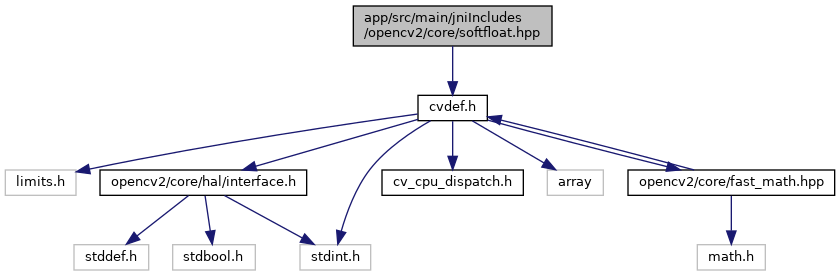 app/src/main/jniIncludes
/opencv2/core/softfloat.hpp
cvdef.h
limits.h
opencv2/core/hal/interface.h
cv_cpu_dispatch.h
array
opencv2/core/fast_math.hpp
stddef.h
stdbool.h
stdint.h
math.h